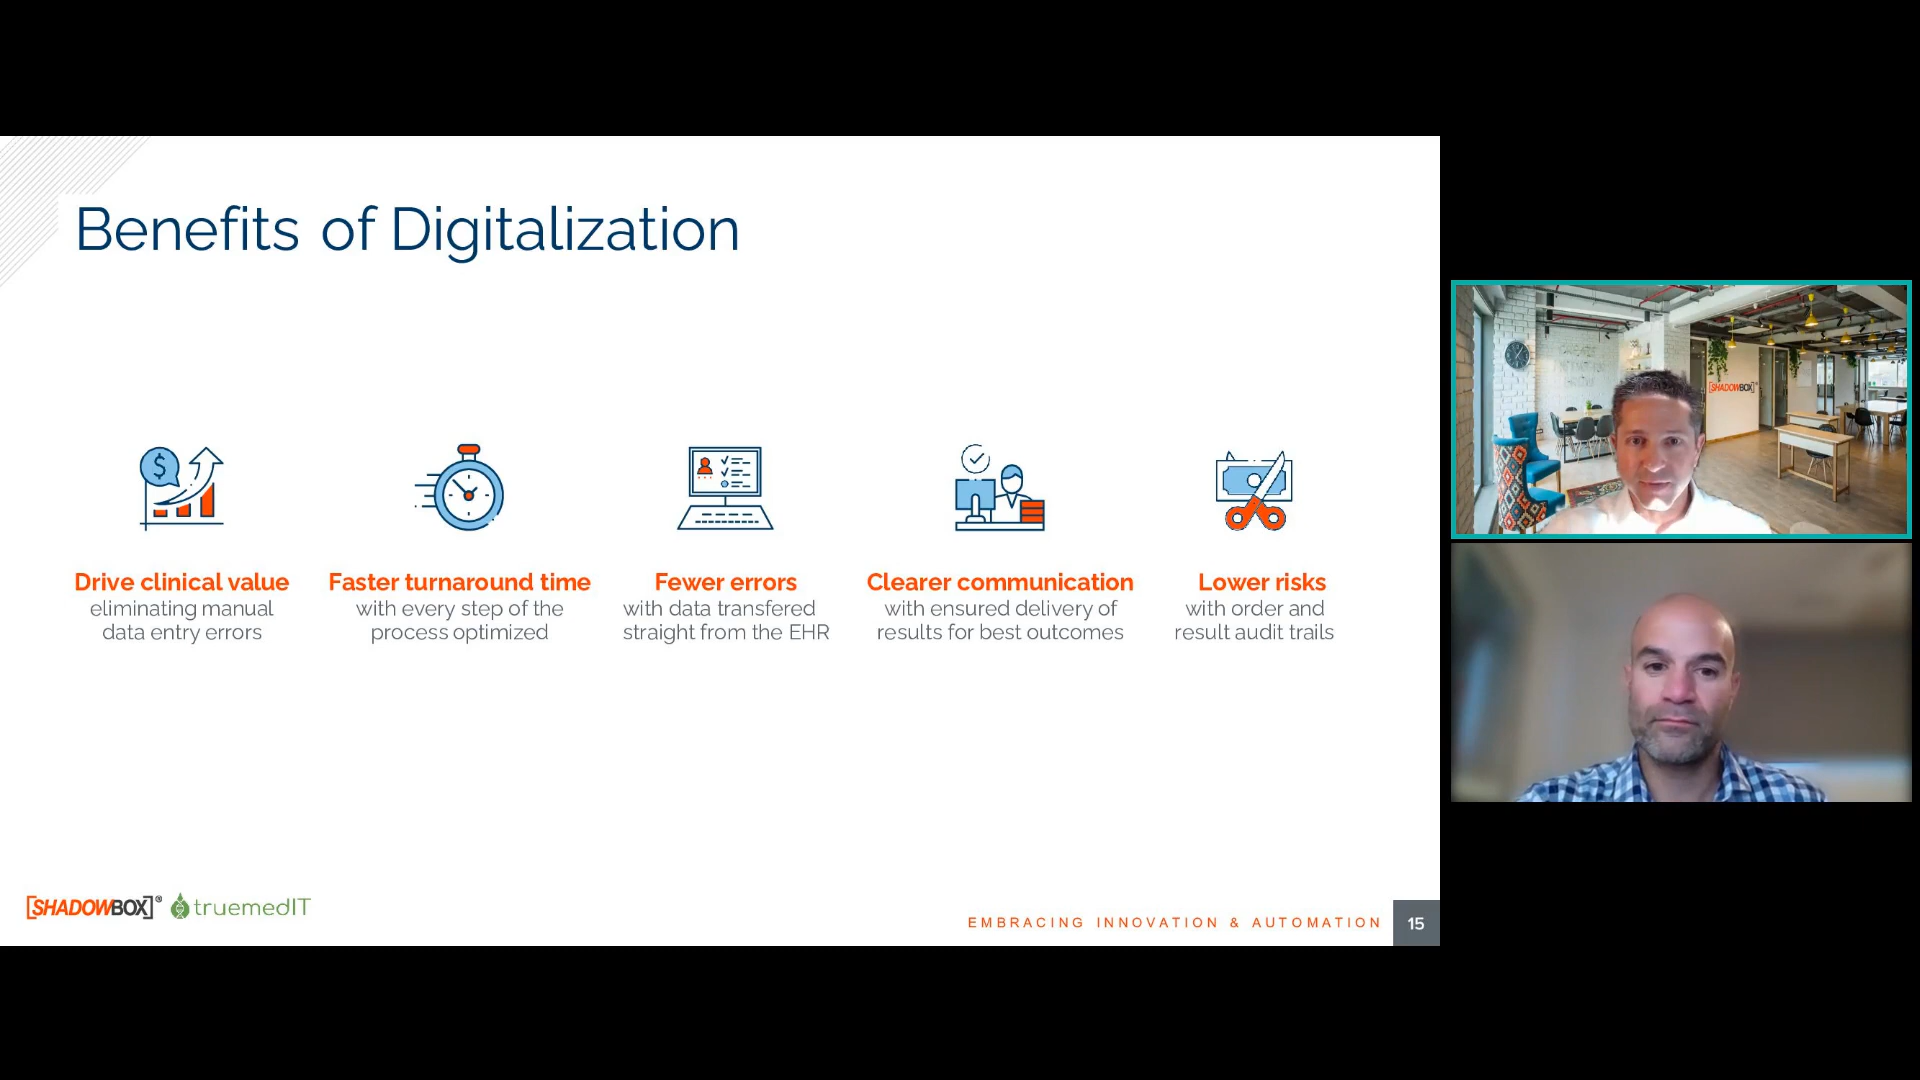 Benefits of Digitalization
Drive clinical value
eliminating manual
data entry errors
Faster turnaround time
with every step of the
process optimized
Fewer errors
with data transfered
straight from the EHR
Clearer communication
with ensured delivery of
results for best outcomes
Lower risks
with order and
result audit trails
[SHADOWBOX]® truemedIT
EMBRACING INNOVATION & AUTOMATION 15
[SHADOWBOX]